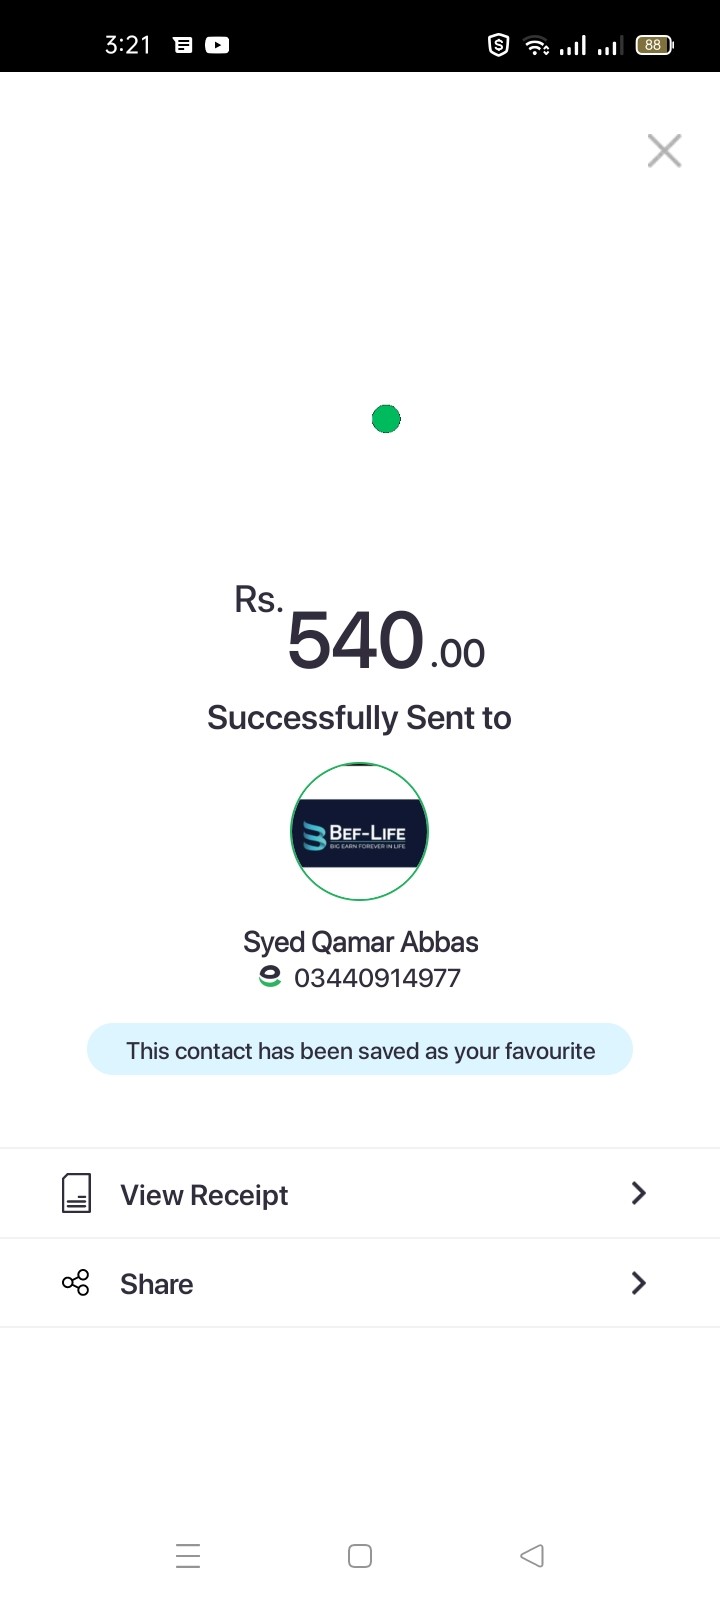 3:21
88
Rs. 540.00
Successfully Sent to
BEF-LIFE
BIG EARN FOREVER IN LIFE
Syed Qamar Abbas
03440914977
This contact has been saved as your favourite
View Receipt
Share